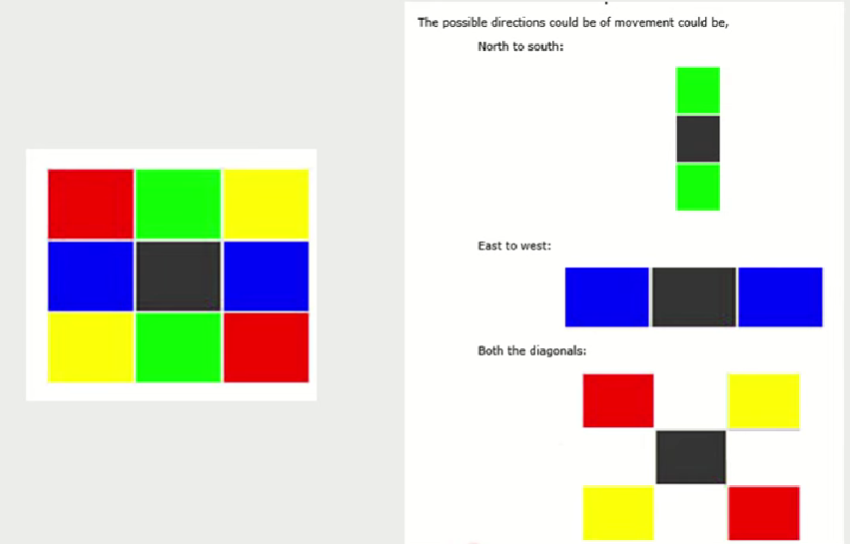 The possible directions could be of movement could be,
North to south:
East to west:
Both the diagonals: